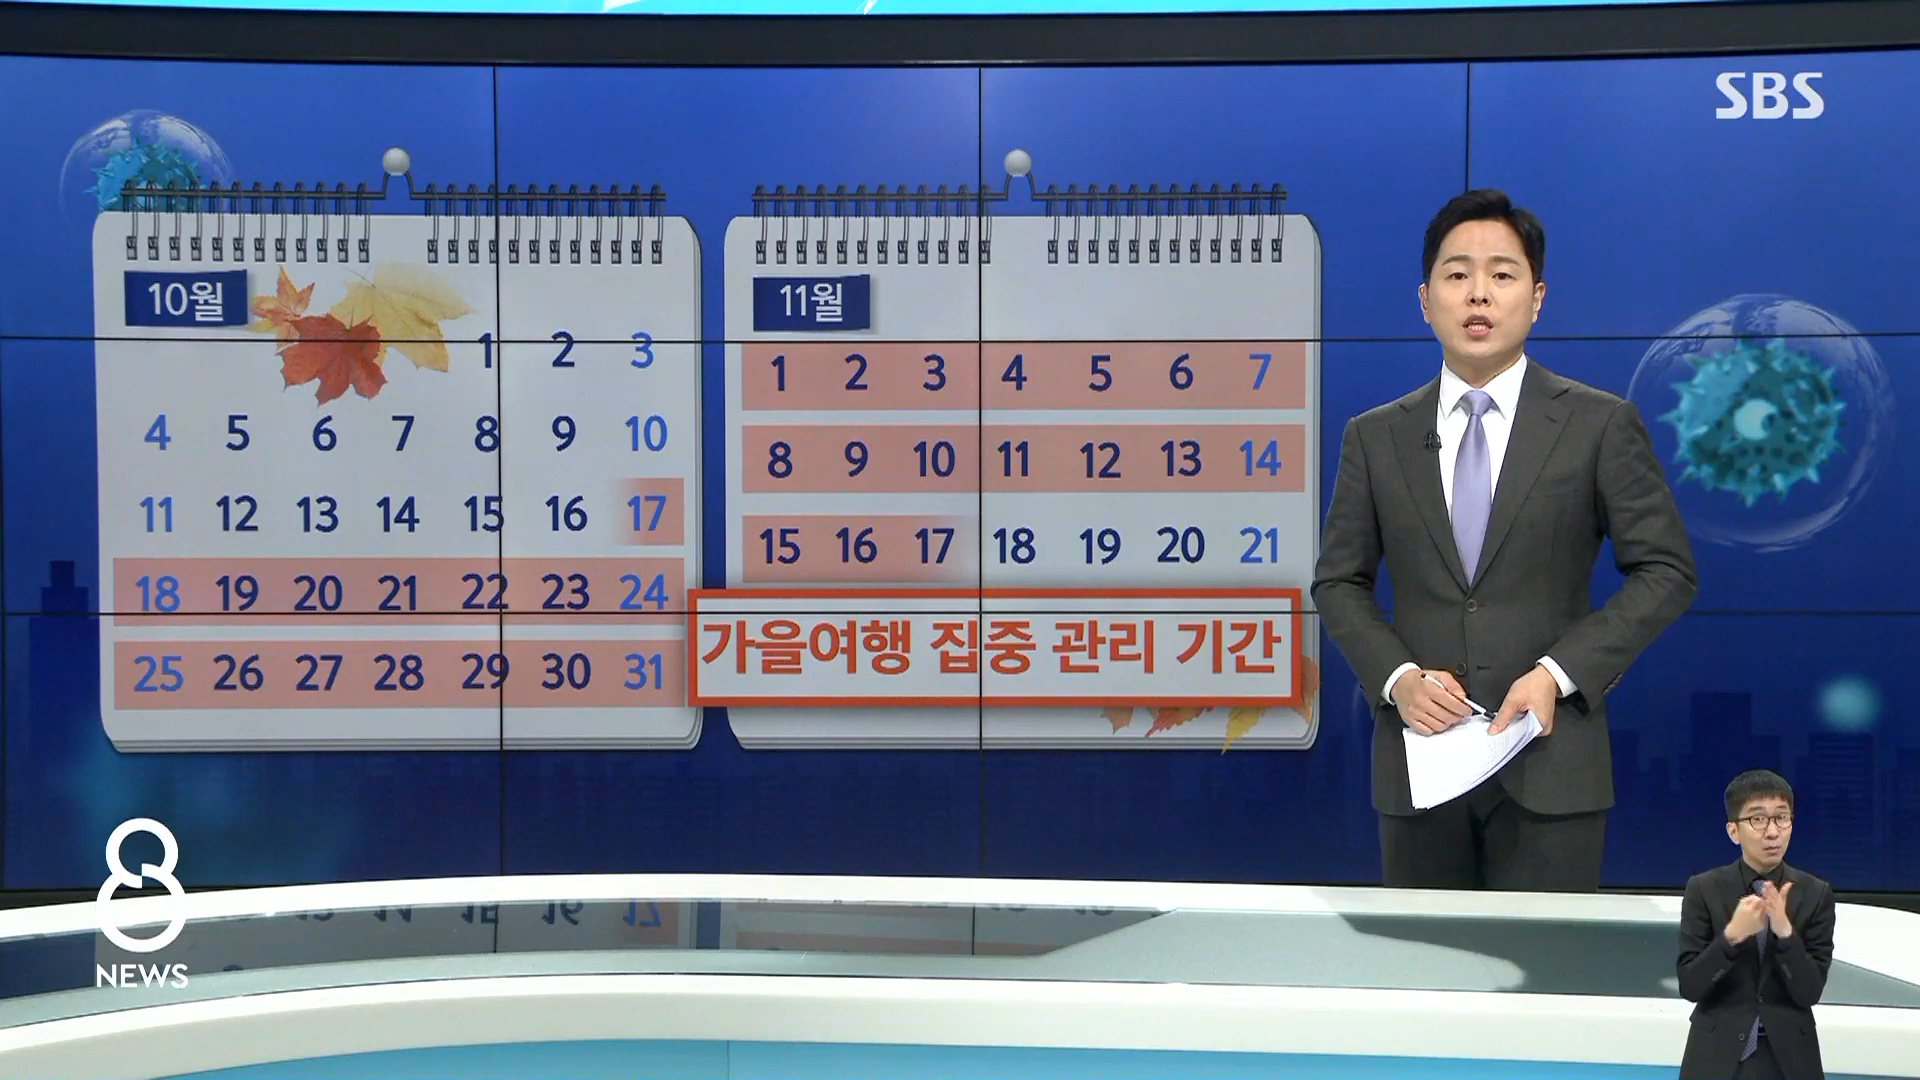 SBS
10월
1 2 3
4 5 6 7 8 9 10
11 12 13 14 15 16 17
18 19 20 21 22 23 24
25 26 27 28 29 30 31
11월
1 2 3 4 5 6 7
8 9 10 11 12 13 14
15 16 17 18 19 20 21
가을여행 집중 관리 기간
8
NEWS